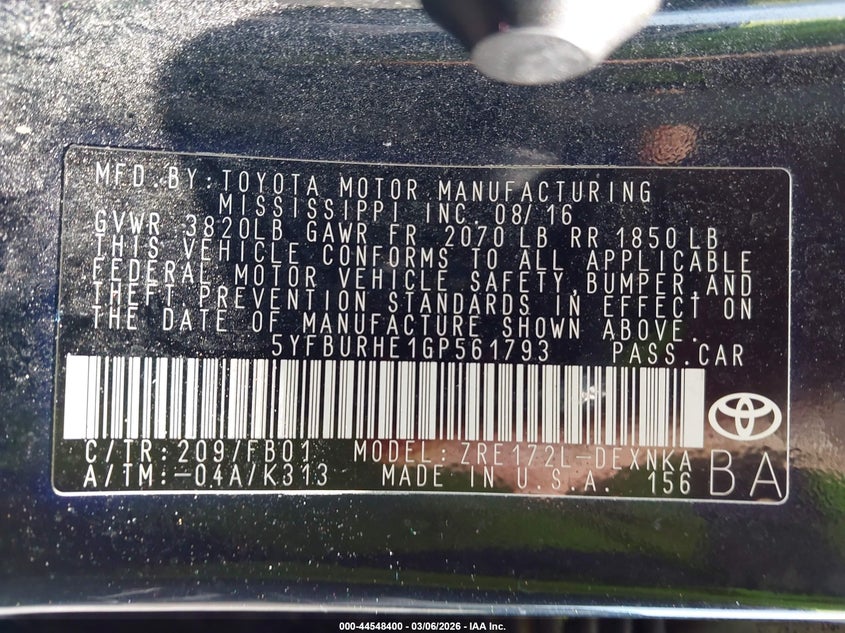 MFD.BY:TOYOTA MOTOR MANUFACTURING
MISSISSIPPI INC. 08/16
GVWR 3820LB GAWR FR 2070LB RR 1850LB
THIS VEHICLE CONFORMS TO ALL APPLICABLE
FEDERAL MOTOR VEHICLE SAFETY,BUMPER,AND
THEFT PREVENTION STANDARDS IN EFFECT ON
THE DATE OF MANUFACTURE SHOWN ABOVE.
5YFBURHE1GP561793 PASS.CAR
C/TR:209/FB01 MODEL:ZRE172L-DEXNKA
A/TM:-04A/K313 MADE IN U.S.A. 156
BA
000-44548400 - 03/06/2026 - IAA Inc.